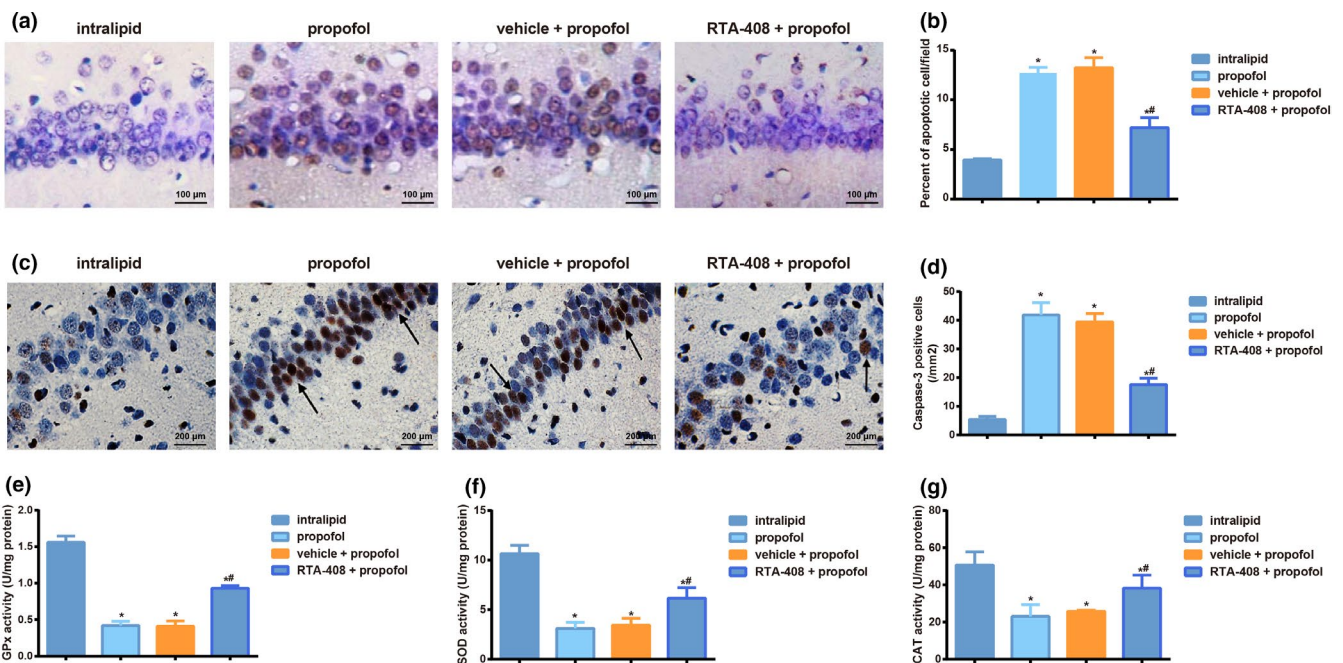 (a)
intralipid
propofol
vehicle + propofol
RTA-408 + propofol
100 µm
100 µm
100 µm
100 µm
(b)
Percent of apoptotic cell/field
15
10
5
0
*
*
*#
intralipid
propofol
vehicle + propofol
RTA-408 + propofol
(c)
intralipid
propofol
vehicle + propofol
RTA-408 + propofol
200 µm
200 µm
200 µm
200 µm
(d)
Caspase-3 positive cells
(/mm2)
50
40
30
20
10
0
*
*
*#
intralipid
propofol
vehicle + propofol
RTA-408 + propofol
(e)
GPx activity (U/mg protein)
2.0
1.5
1.0
0.5
0.0
*
*
*#
intralipid
propofol
vehicle + propofol
RTA-408 + propofol
(f)
SOD activity (U/mg protein)
15
10
5
0
*
*
*#
intralipid
propofol
vehicle + propofol
RTA-408 + propofol
(g)
CAT activity (U/mg protein)
80
60
40
20
0
*
*
*#
intralipid
propofol
vehicle + propofol
RTA-408 + propofol